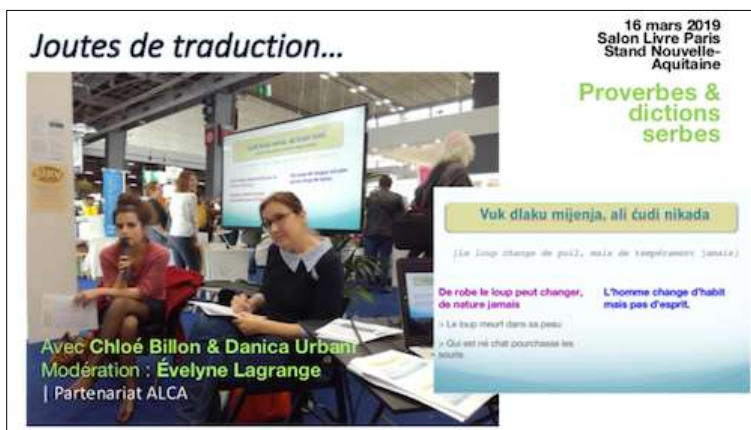 Joutes de traduction...
16 mars 2019
Salon Livre Paris
Stand Nouvelle-
Aquitaine
Proverbes &
dictions
serbes
Vuk dlaku mijenja, ali ćudi nikada
(Le loup change de poil, mais de tempérament jamais)
De robe le loup peut changer,
de nature jamais
> Le loup meurt dans sa peau
> Qui est né chat pourchasse les
souris
L'homme change d'habit
mais pas d'esprit.
Avec Chloé Billon & Danica Urbani
Modération : Évelyne Lagrange
| Partenariat ALCA